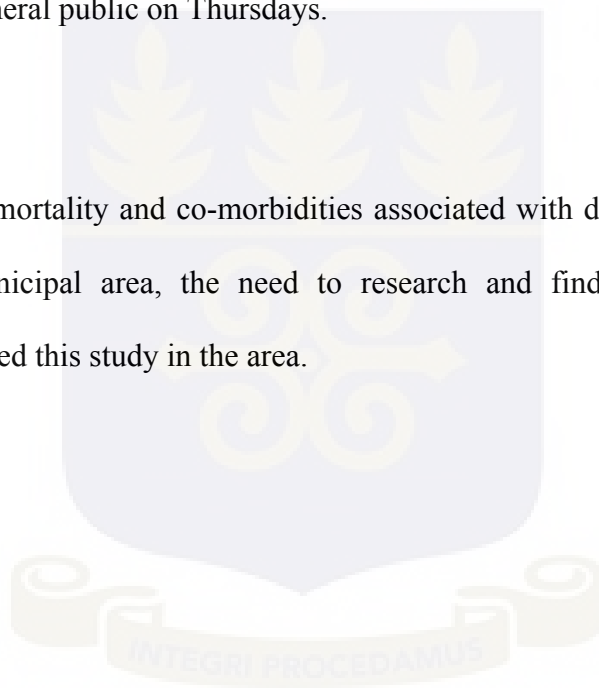 neral public on Thursdays.
mortality and co-morbidities associated with d
nicipal area, the need to research and find
ed this study in the area.
INTEGRI PROCEDAMUS